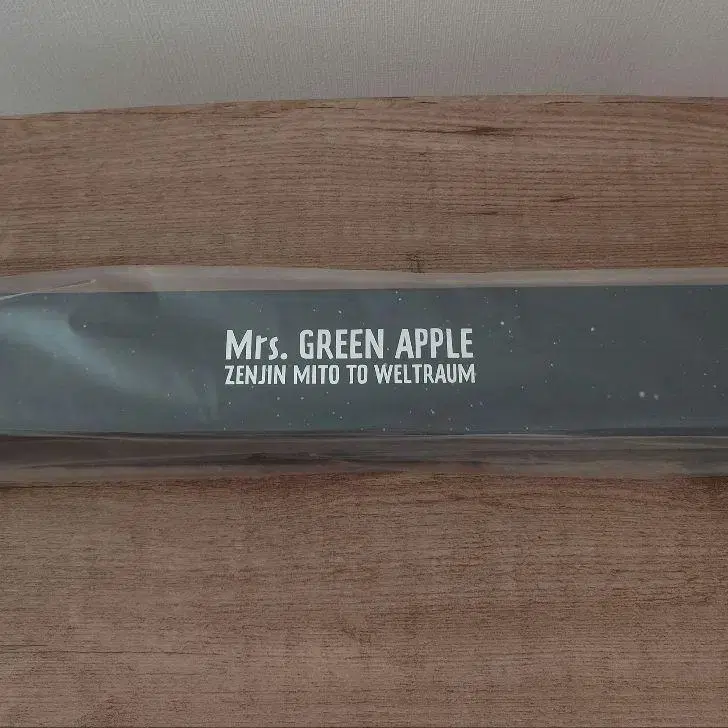 Mrs. GREEN APPLE
ZENJIN MITO TO WELTRAUM